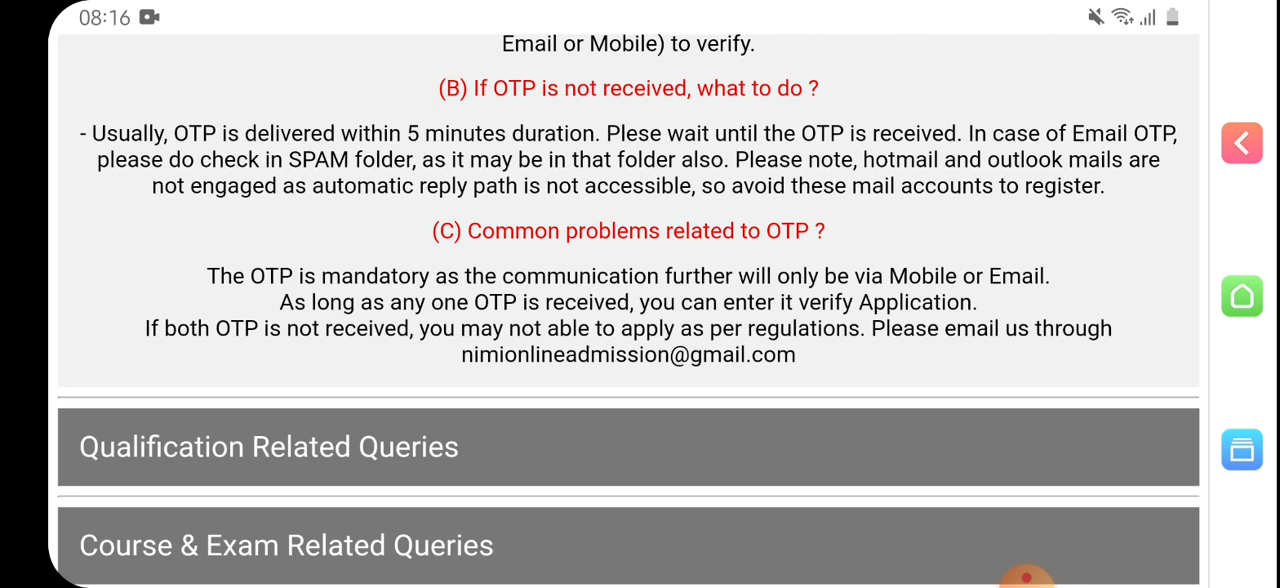 08:16
Email or Mobile) to verify.
(B) If OTP is not received, what to do ?
- Usually, OTP is delivered within 5 minutes duration. Plese wait until the OTP is received. In case of Email OTP,
please do check in SPAM folder, as it may be in that folder also. Please note, hotmail and outlook mails are
not engaged as automatic reply path is not accessible, so avoid these mail accounts to register.
(C) Common problems related to OTP ?
The OTP is mandatory as the communication further will only be via Mobile or Email.
As long as any one OTP is received, you can enter it verify Application.
If both OTP is not received, you may not able to apply as per regulations. Please email us through
nimionlineadmission@gmail.com
Qualification Related Queries
Course & Exam Related Queries